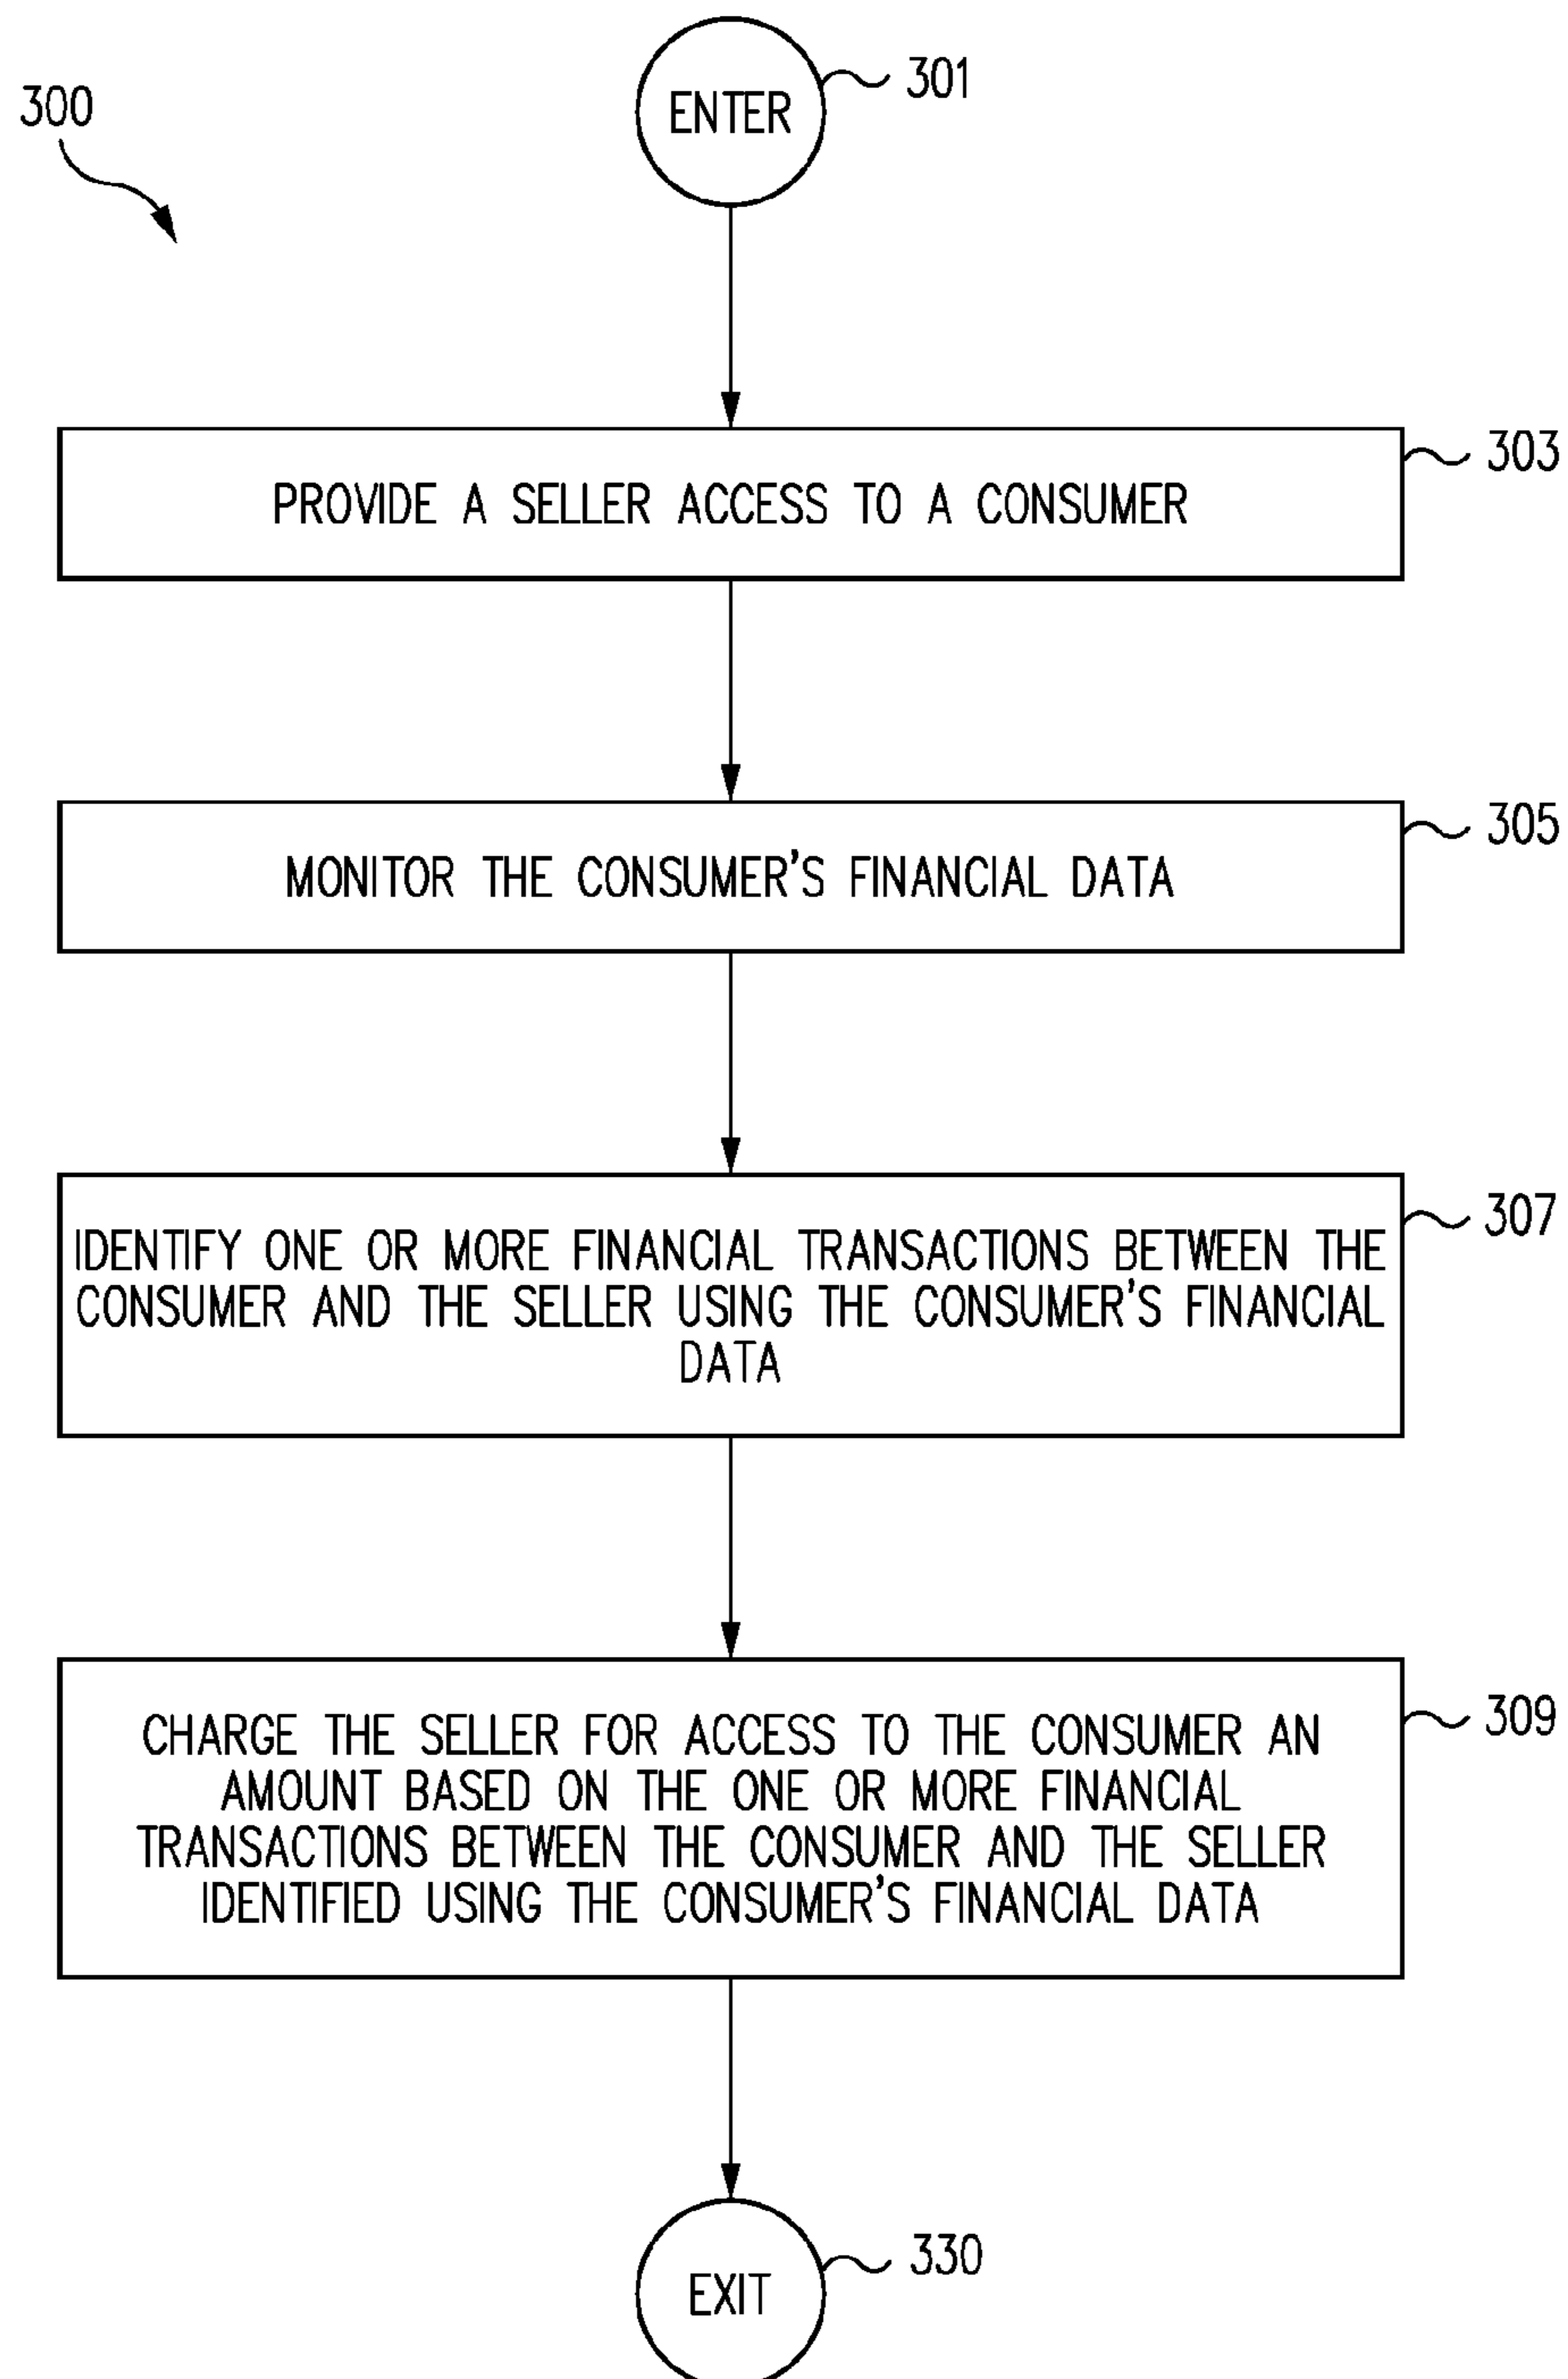 300
ENTER
301
PROVIDE A SELLER ACCESS TO A CONSUMER
303
MONITOR THE CONSUMER'S FINANCIAL DATA
305
IDENTIFY ONE OR MORE FINANCIAL TRANSACTIONS BETWEEN THE
CONSUMER AND THE SELLER USING THE CONSUMER'S FINANCIAL
DATA
307
CHARGE THE SELLER FOR ACCESS TO THE CONSUMER AN
AMOUNT BASED ON THE ONE OR MORE FINANCIAL
TRANSACTIONS BETWEEN THE CONSUMER AND THE SELLER
IDENTIFIED USING THE CONSUMER'S FINANCIAL DATA
309
EXIT
330